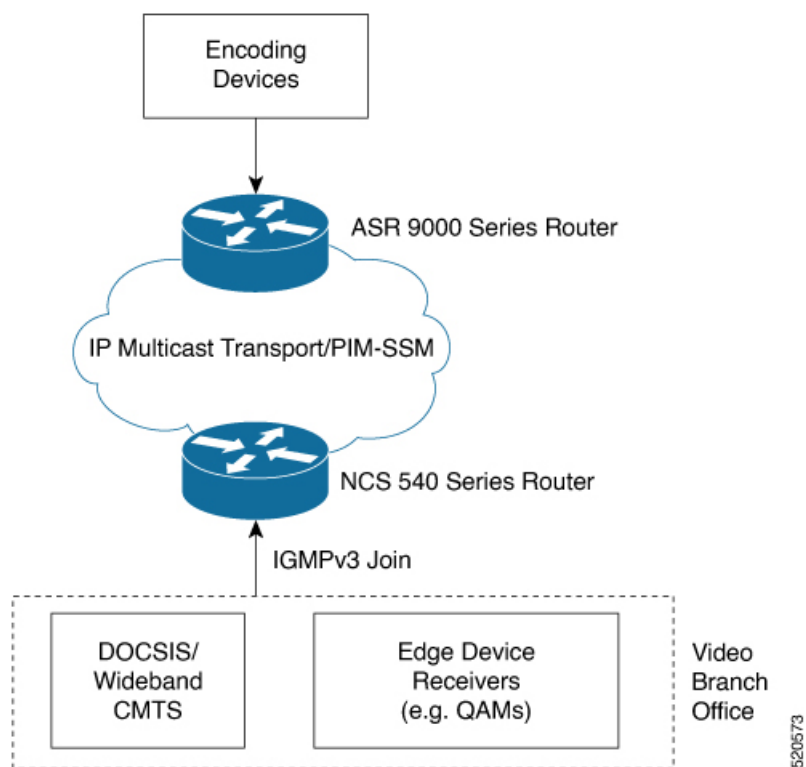 Encoding
Devices
ASR 9000 Series Router
IP Multicast Transport/PIM-SSM
NCS 540 Series Router
IGMPv3 Join
DOCSIS/
Wideband
CMTS
Edge Device
Receivers
(e.g. QAMs)
Video
Branch
Office
520573